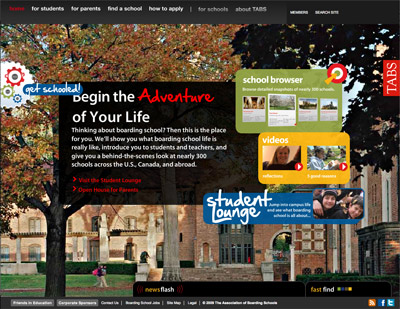 home for students for parents find a school how to apply | for schools about TABS MEMBERS SEARCH SITE
get schooled!
TABS
Begin the Adventure
of Your Life
Thinking about boarding school? Then this is the place
for you. We'll show you what boarding school life is
really like, introduce you to students and teachers, and
give you a behind-the-scenes look at nearly 300
schools across the U.S., Canada, and abroad.
Visit the Student Lounge
Open House for Parents
school browser
Browse detailed snapshots of nearly 300 schools.
videos
reflections
5 good reasons
student
Lounge
Jump into campus life
and see what boarding
school is all about...
newsflash
fast find
Friends in Education Corporate Sponsors Contact Us | Boarding School Jobs | Site Map | Legal | © 2009 The Association of Boarding Schools